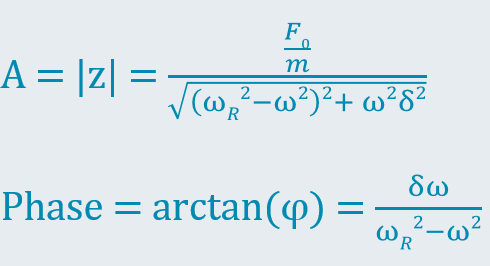 A = |z| = (F₀/m) / √((ω_R² − ω²)² + ω²δ²)
Phase = arctan(φ) = δω / (ω_R² − ω²)